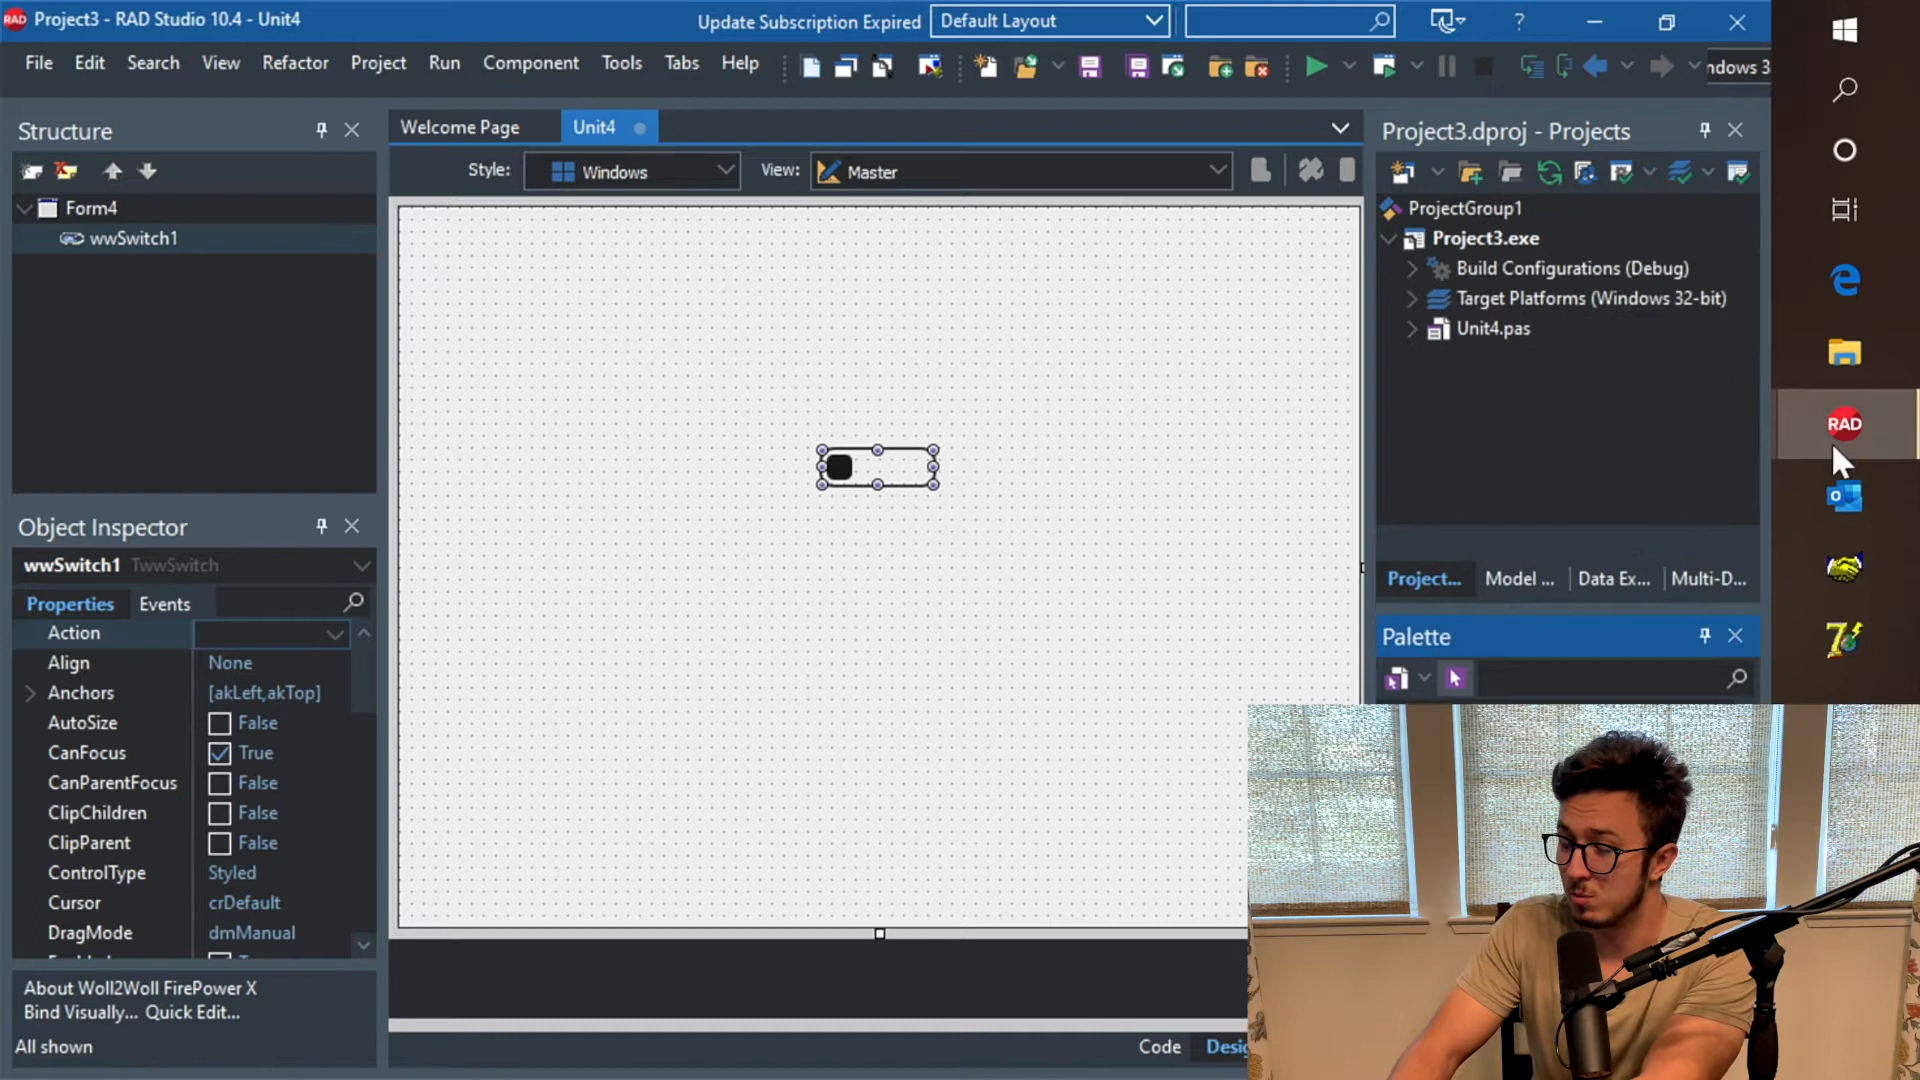 RAD Project3 - RAD Studio 10.4 - Unit4
Update Subscription Expired
Default Layout
?
File Edit Search View Refactor Project Run Component Tools Tabs Help
ndows 3
Structure
Form4
wwSwitch1
Welcome Page
Unit4
Style: Windows
View: Master
Project3.dproj - Projects
ProjectGroup1
Project3.exe
Build Configurations (Debug)
Target Platforms (Windows 32-bit)
Unit4.pas
RAD
Object Inspector
wwSwitch1 TwwSwitch
Properties Events
Action
Align None
Anchors [akLeft,akTop]
AutoSize False
CanFocus True
CanParentFocus False
ClipChildren False
ClipParent False
ControlType Styled
Cursor crDefault
DragMode dmManual
About Woll2Woll FirePower X
Bind Visually... Quick Edit...
All shown
Project... Model ... Data Ex... Multi-D...
Palette
7
Code